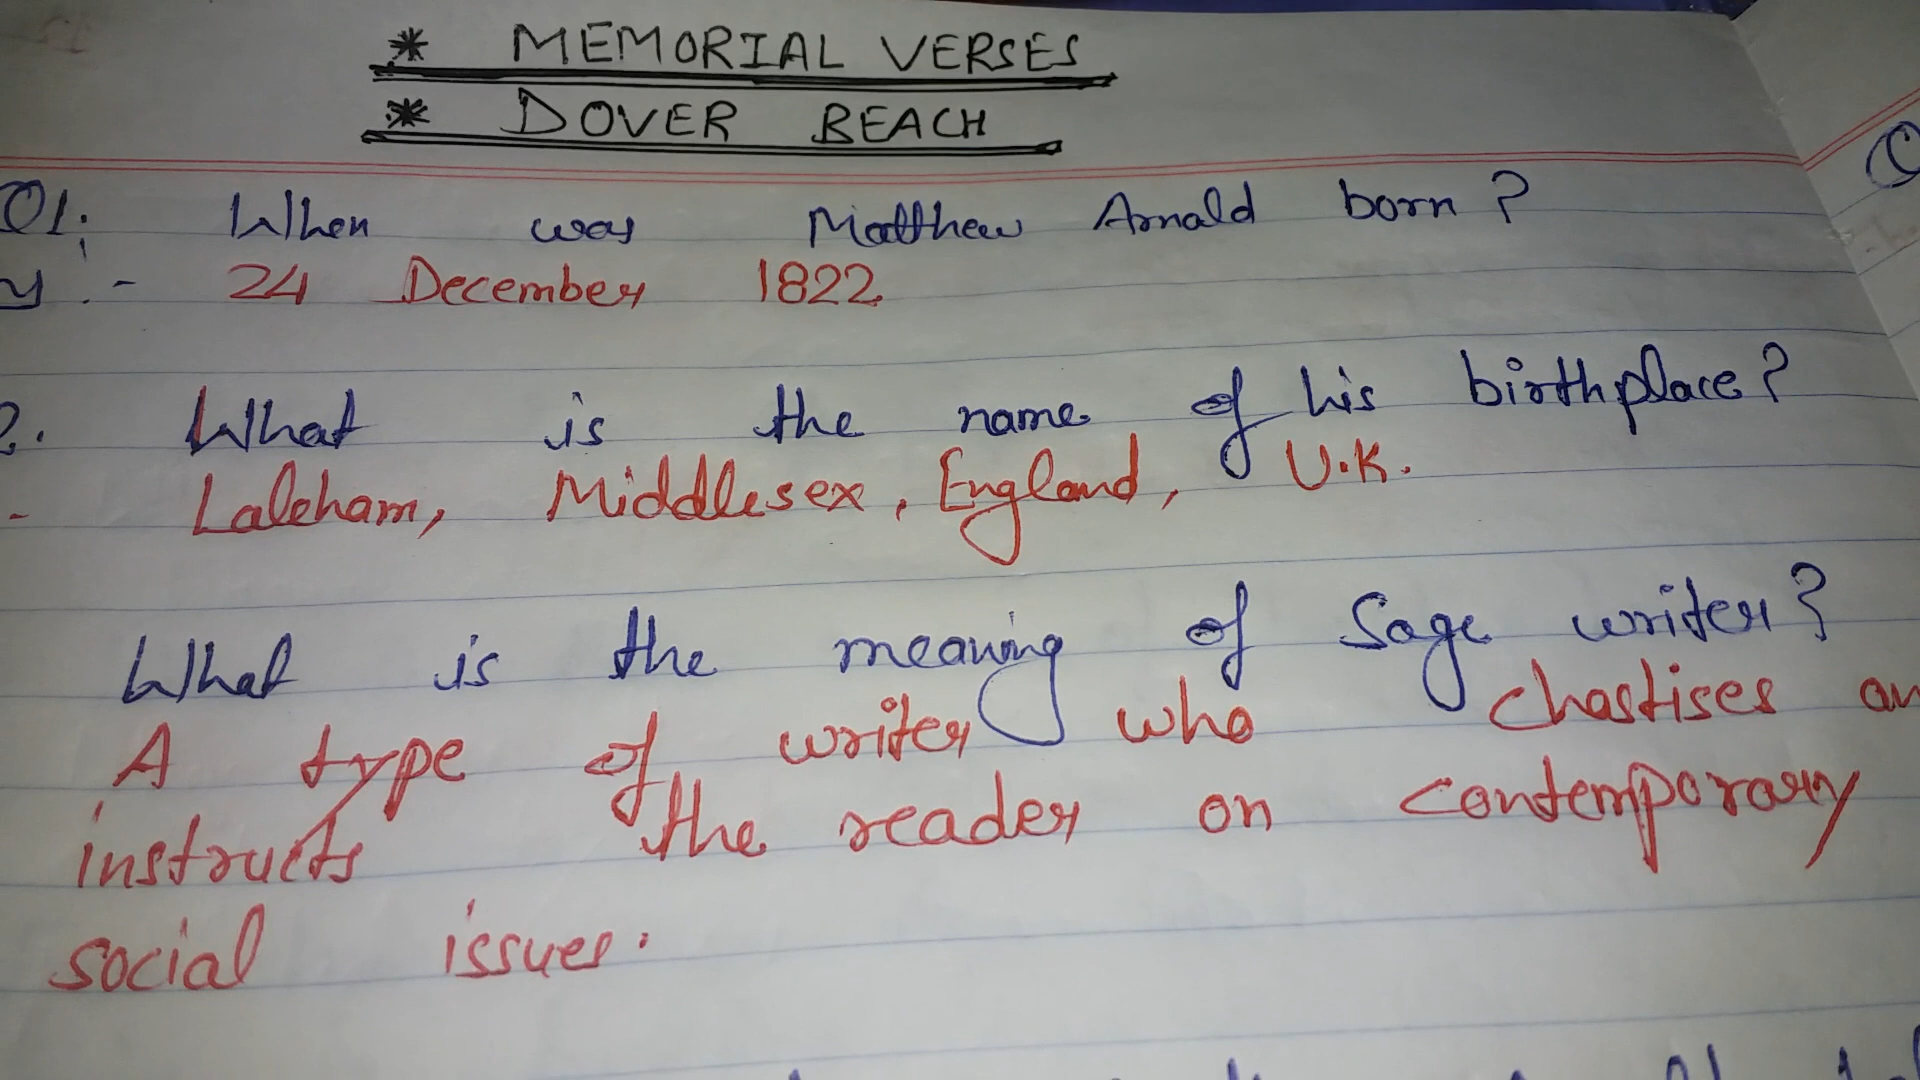 * MEMORIAL VERSES
* DOVER BEACH
Q1: When was Matthew Arnald born?
:- 24 December 1822
2. What is the name of his birthplace?
- Laleham, Middlesex, England, U.K.
What is the meaning of Sage writer?
A type of writer who chastises an
instructs the reader on contemporary
social issues.